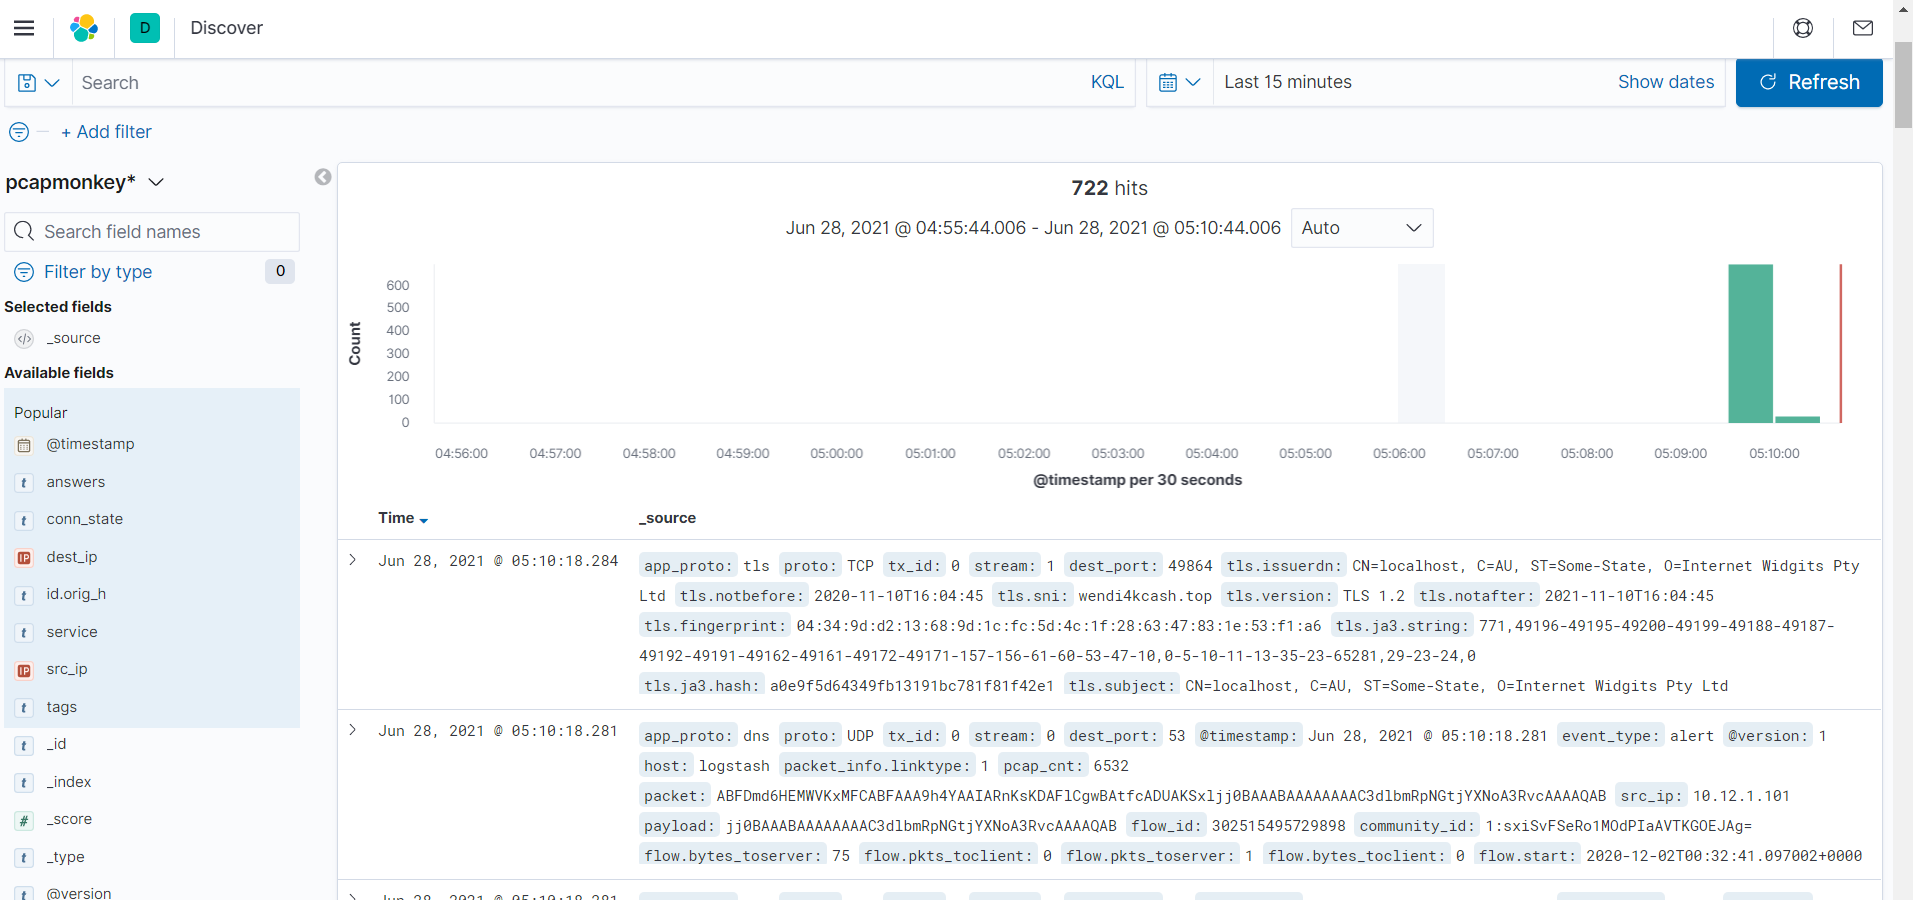 D Discover
Search KQL Last 15 minutes Show dates Refresh
+ Add filter
pcapmonkey*
Search field names
Filter by type 0
Selected fields
_source
Available fields
Popular
@timestamp
answers
conn_state
dest_ip
id.orig_h
service
src_ip
tags
_id
_index
_score
_type
@version
722 hits
Jun 28, 2021 @ 04:55:44.006 - Jun 28, 2021 @ 05:10:44.006 Auto
Count
600
500
400
300
200
100
0
04:56:00 04:57:00 04:58:00 04:59:00 05:00:00 05:01:00 05:02:00 05:03:00 05:04:00 05:05:00 05:06:00 05:07:00 05:08:00 05:09:00 05:10:00
@timestamp per 30 seconds
Time _source
Jun 28, 2021 @ 05:10:18.284 app_proto: tls proto: TCP tx_id: 0 stream: 1 dest_port: 49864 tls.issuerdn: CN=localhost, C=AU, ST=Some-State, O=Internet Widgits Pty
Ltd tls.notbefore: 2020-11-10T16:04:45 tls.sni: wendi4kcash.top tls.version: TLS 1.2 tls.notafter: 2021-11-10T16:04:45
tls.fingerprint: 04:34:9d:d2:13:68:9d:1c:fc:5d:4c:1f:28:63:47:83:1e:53:f1:a6 tls.ja3.string: 771,49196-49195-49200-49199-49188-49187-
49192-49191-49162-49161-49172-49171-157-156-61-60-53-47-10,0-5-10-11-13-35-23-65281,29-23-24,0
tls.ja3.hash: a0e9f5d64349fb13191bc781f81f42e1 tls.subject: CN=localhost, C=AU, ST=Some-State, O=Internet Widgits Pty Ltd
Jun 28, 2021 @ 05:10:18.281 app_proto: dns proto: UDP tx_id: 0 stream: 0 dest_port: 53 @timestamp: Jun 28, 2021 @ 05:10:18.281 event_type: alert @version: 1
host: logstash packet_info.linktype: 1 pcap_cnt: 6532
packet: ABFDmd6HEMWVKxMFCABFAAA9h4YAAIARnKsKDAFlCgwBAtfcADUAKSxljj0BAAABAAAAAAAAC3dlbmRpNGtjYXNoA3RvcAAAAQAB src_ip: 10.12.1.101
payload: jj0BAAABAAAAAAAAC3dlbmRpNGtjYXNoA3RvcAAAAQAB flow_id: 302515495729898 community_id: 1:sxiSvFSeRo1MOdPIaAVTKGOEJAg=
flow.bytes_toserver: 75 flow.pkts_toclient: 0 flow.pkts_toserver: 1 flow.bytes_toclient: 0 flow.start: 2020-12-02T00:32:41.097002+0000
Jun 28, 2021 @ 05:10:18.281